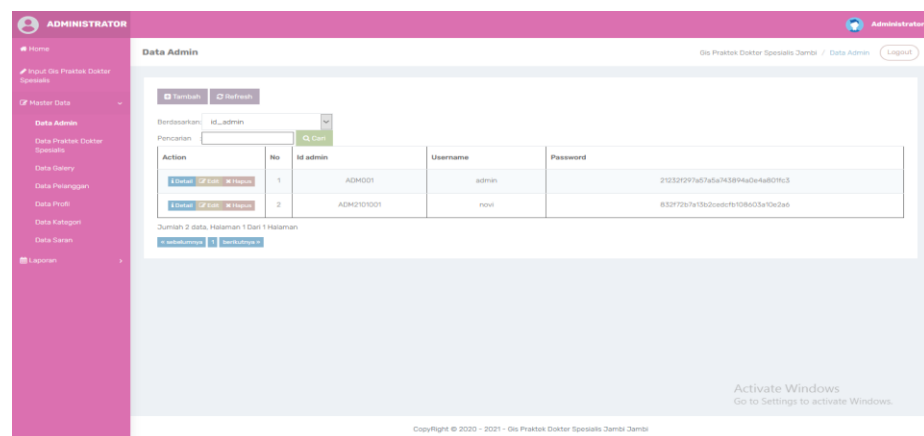 ADMINISTRATOR
Administrator
Home
Input Gis Praktek Dokter
Spesialis
Master Data
Data Admin
Data Praktek Dokter
Spesialis
Data Galery
Data Pelanggan
Data Profil
Data Kategori
Data Saran
Laporan
Data Admin
Gis Praktek Dokter Spesialis Jambi / Data Admin
Logout
Tambah Refresh
Berdasarkan: id_admin
Pencarian Cari
Action No Id admin Username Password
Detail Edit Hapus 1 ADM001 admin 21232f297a57a5a743894a0e4a801fc3
Detail Edit Hapus 2 ADM2101001 novi 832f72b7a13b2cedcfb108603a10e2a6
Jumlah 2 data, Halaman 1 Dari 1 Halaman
« sebelumnya 1 berikutnya »
Activate Windows
Go to Settings to activate Windows.
CopyRight © 2020 - 2021 - Gis Praktek Dokter Spesialis Jambi Jambi